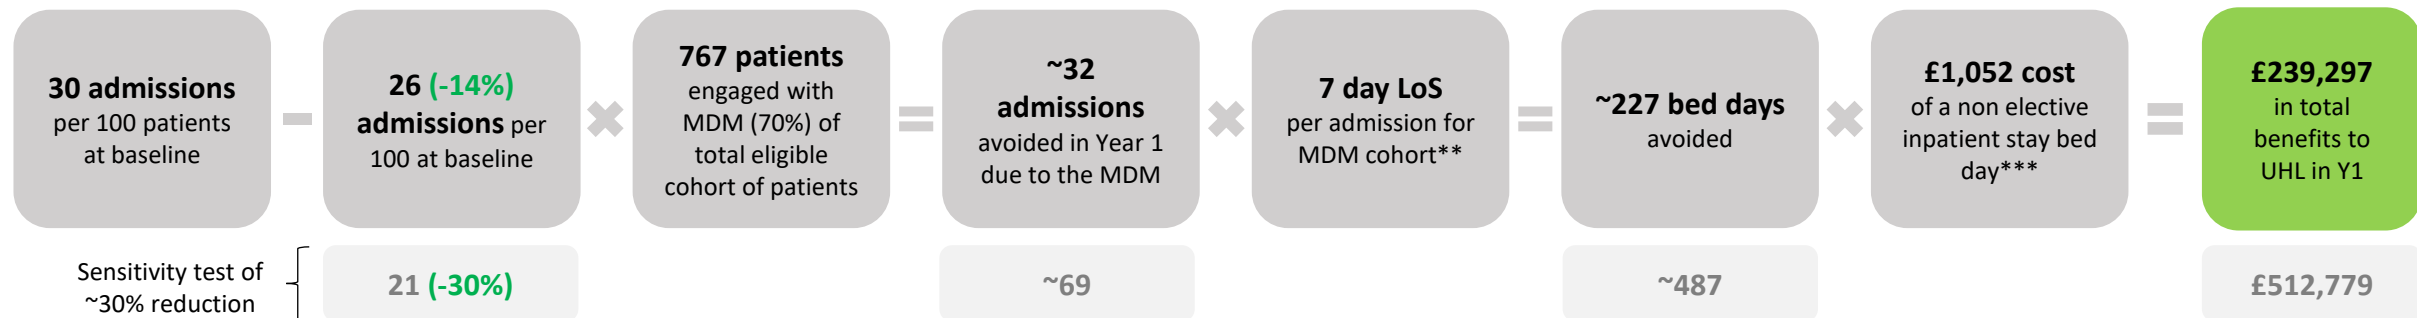 30 admissions
per 100 patients
at baseline
26 (-14%)
admissions per
100 at baseline
767 patients
engaged with
MDM (70%) of
total eligible
cohort of patients
~32
admissions
avoided in Year 1
due to the MDM
7 day LoS
per admission for
MDM cohort**
~227 bed days
avoided
£1,052 cost
of a non elective
inpatient stay bed
day***
£239,297
in total
benefits to
UHL in Y1
Sensitivity test of
~30% reduction
21 (-30%)
~69
~487
£512,779